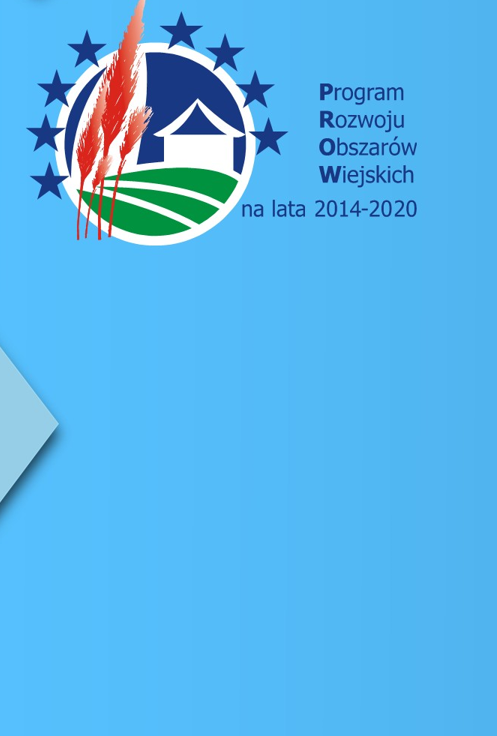 Program
Rozwoju
Obszarów
Wiejskich
na lata 2014-2020